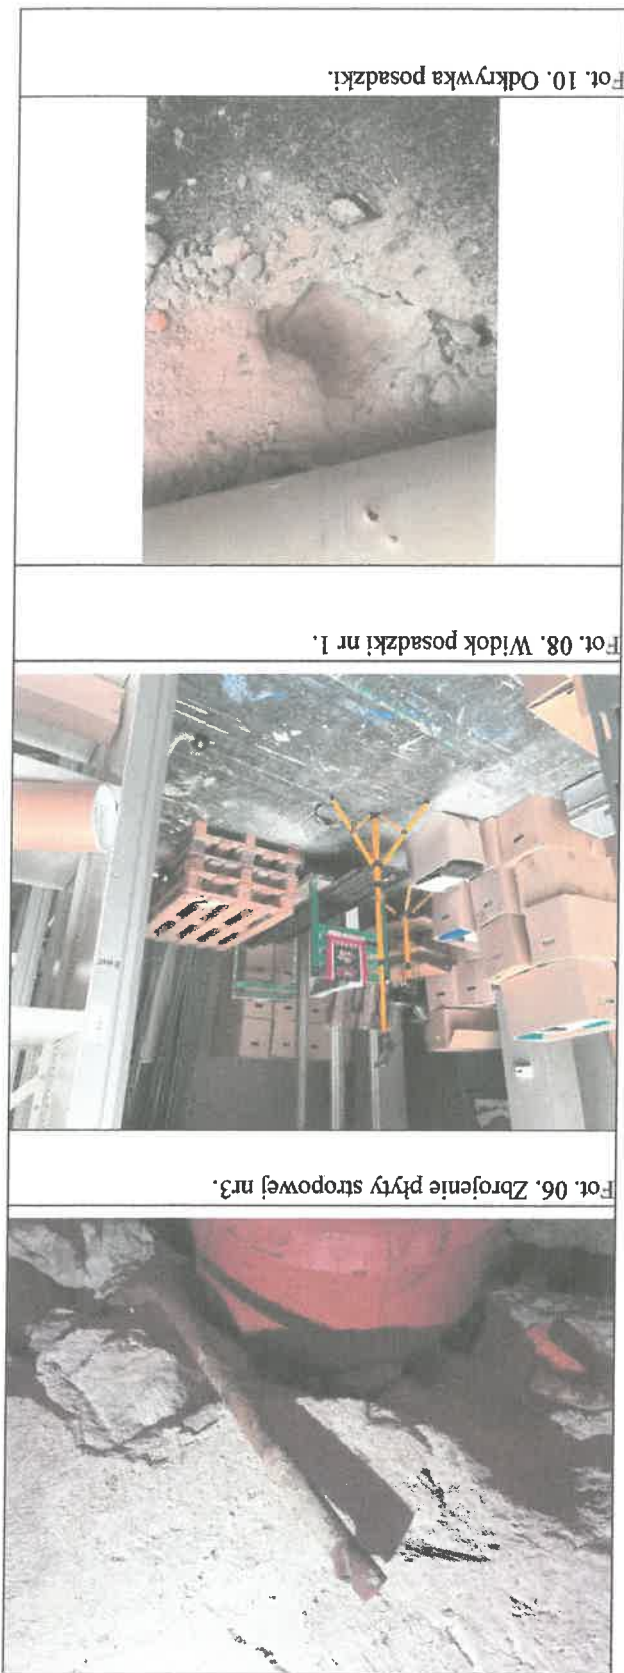 Fot. 06. Zbrojenie płyty stropowej nr3.
Fot. 08. Widok posadzki nr 1.
Fot. 10. Odkrywka posadzki.